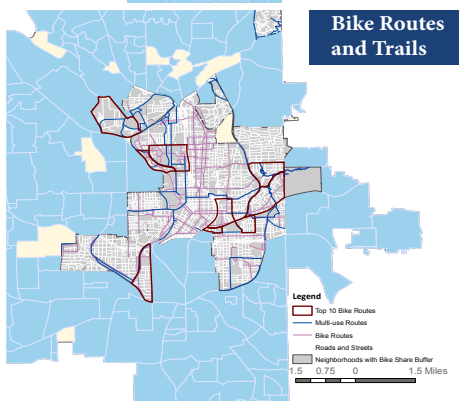 Bike Routes
and Trails
Legend
Top 10 Bike Routes
Multi-use Routes
Bike Routes
Roads and Streets
Neighborhoods with Bike Share Buffer
1.5 0.75 0 1.5 Miles